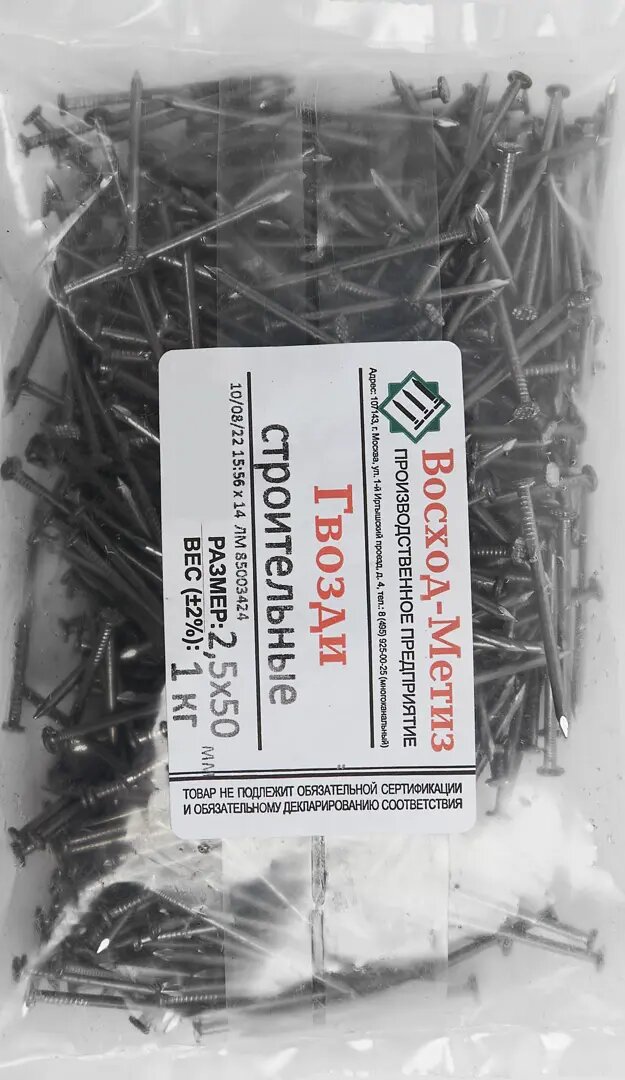 Восход-Метиз
ПРОИЗВОДСТВЕННОЕ ПРЕДПРИЯТИЕ
Адрес: 107143, г. Москва, ул. 1-й Иртышский проезд, д. 4, тел.: 8 (495) 925-00-25 (многоканальный)
Гвозди
строительные
10/08/22 15:56 х 14 ЛМ 85003424
РАЗМЕР: 2,5х50 мм
ВЕС (±2%): 1 кг
ТОВАР НЕ ПОДЛЕЖИТ ОБЯЗАТЕЛЬНОЙ СЕРТИФИКАЦИИ
И ОБЯЗАТЕЛЬНОМУ ДЕКЛАРИРОВАНИЮ СООТВЕТСТВИЯ